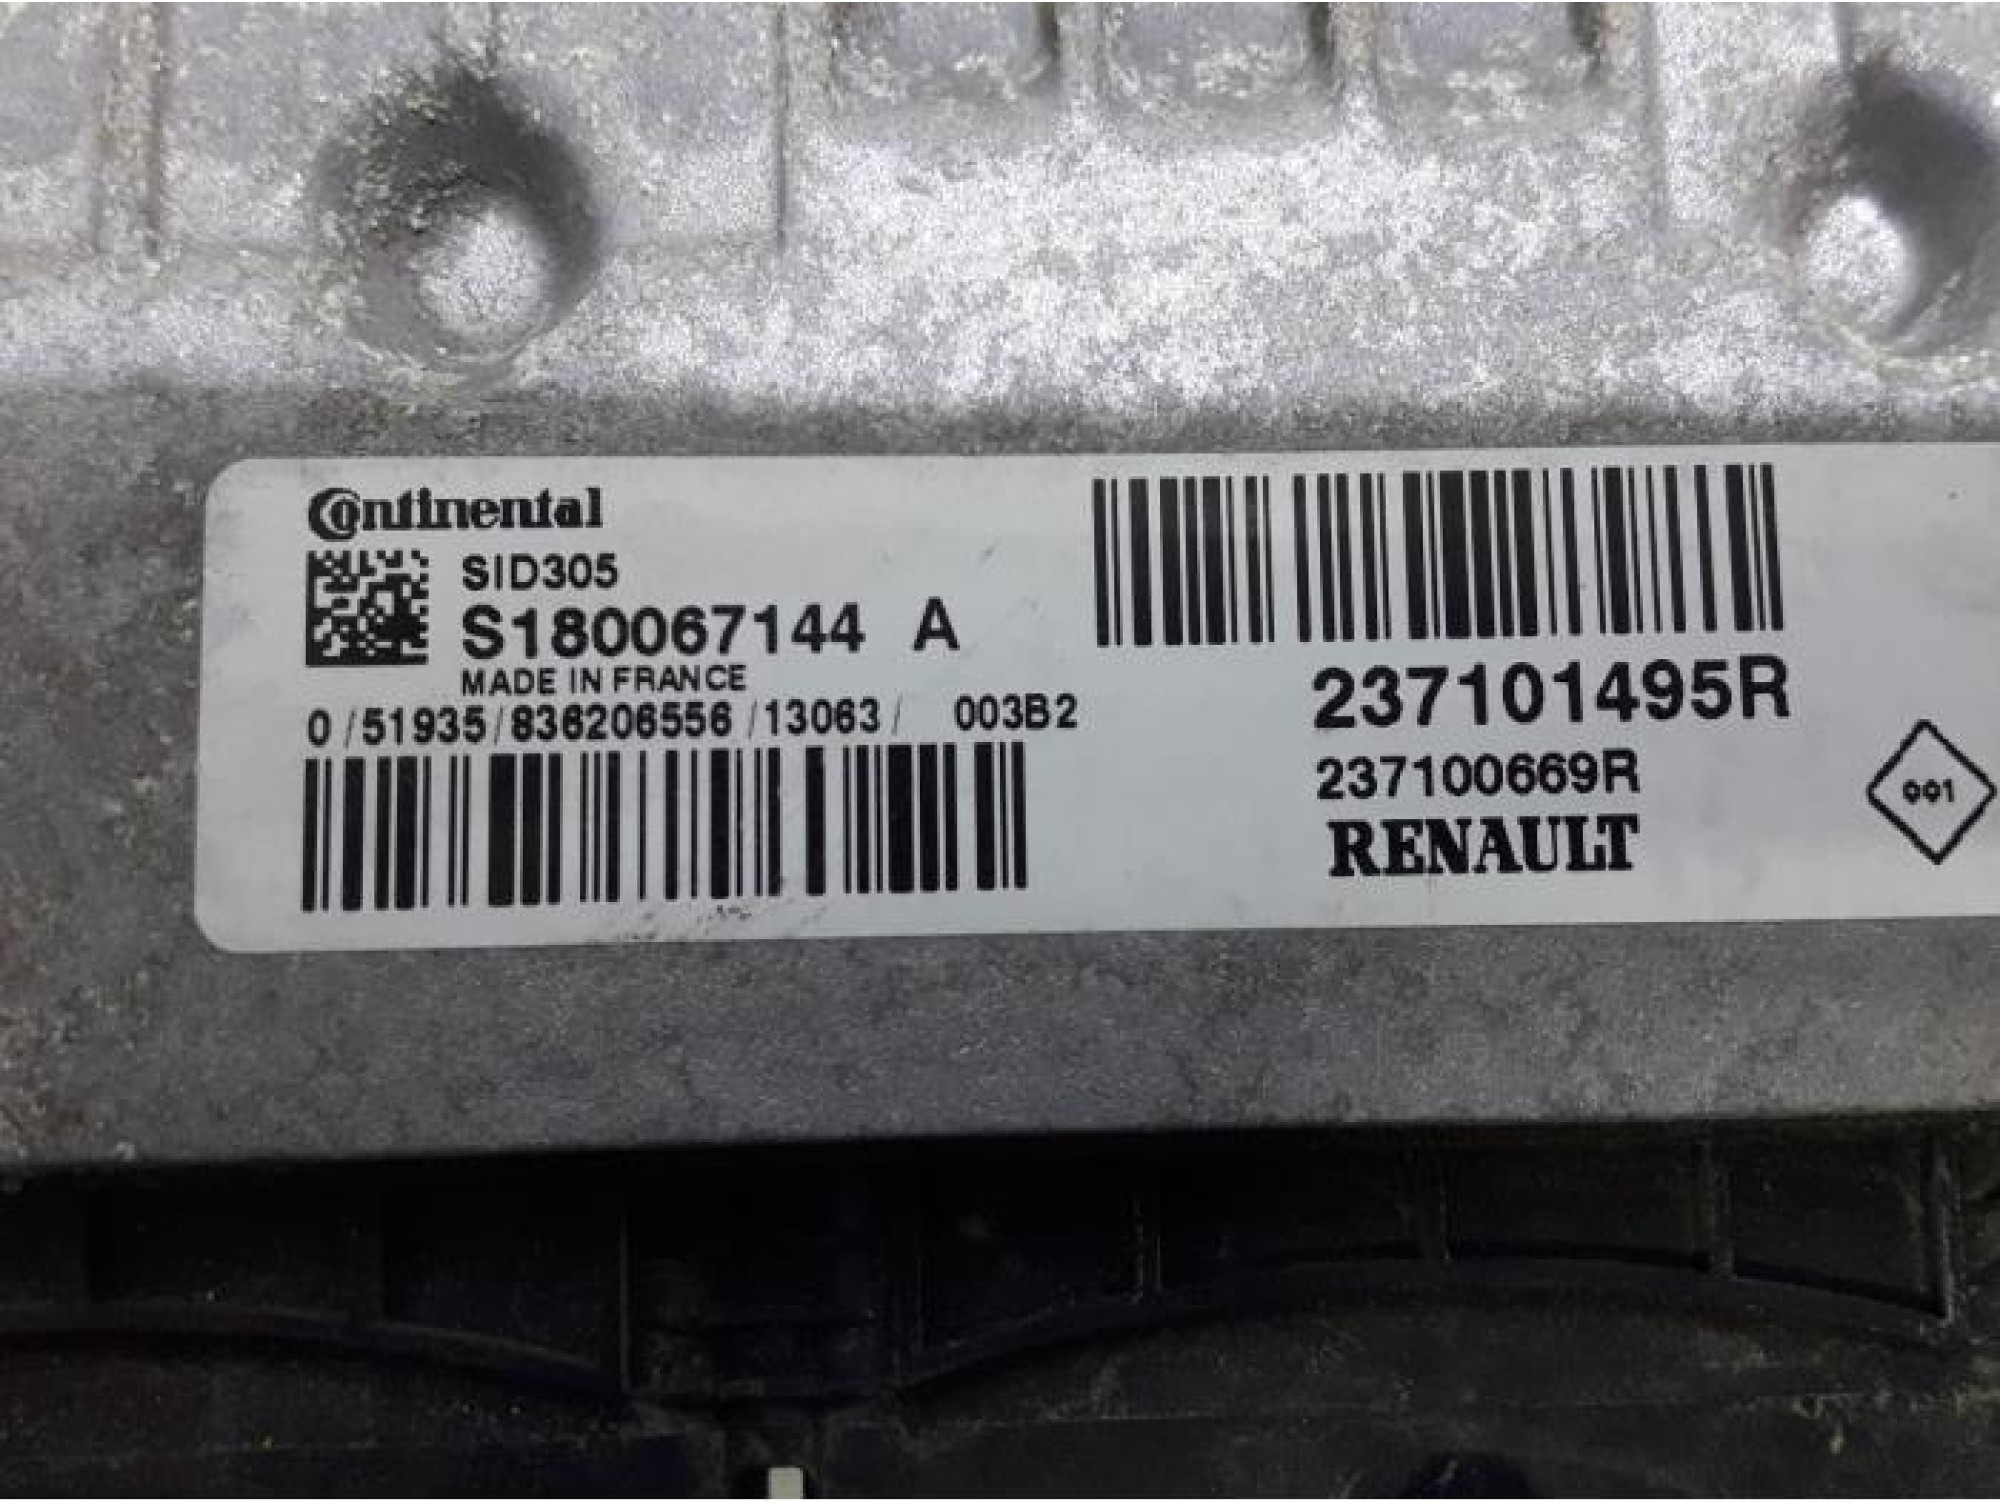 Continental
SID305
S180067144 A
MADE IN FRANCE
0/51935/836206556/13063/ 003B2
237101495R
237100669R
RENAULT
001